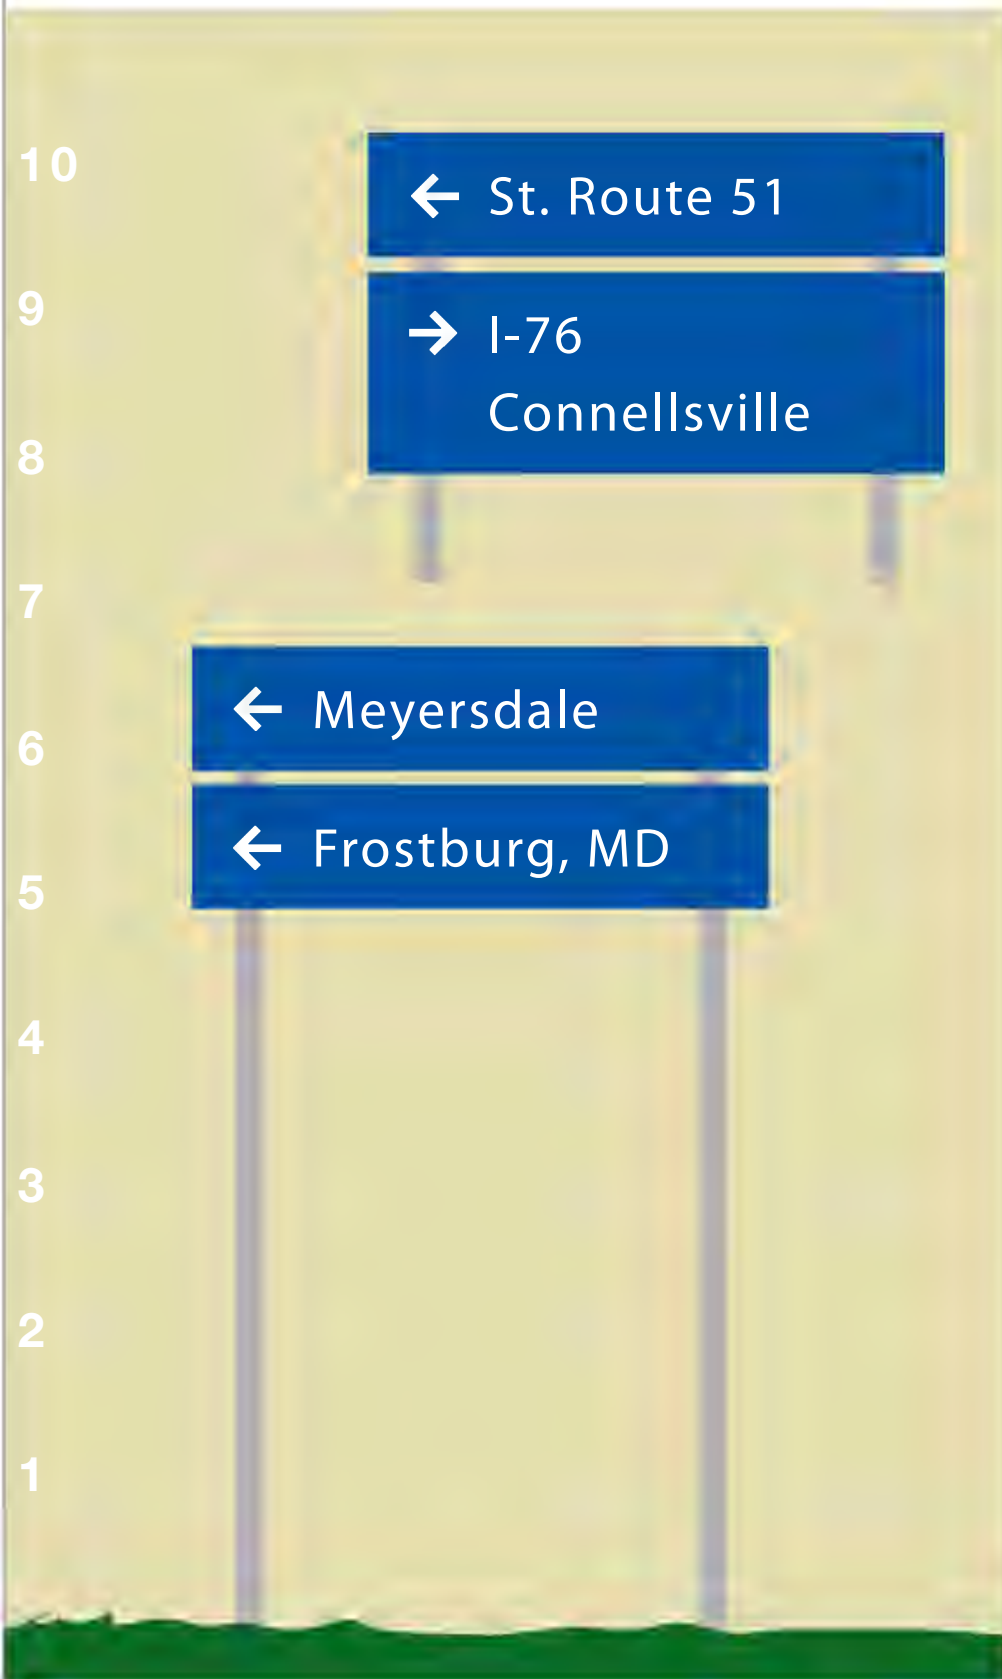 10
← St. Route 51
9
→ I-76
Connellsville
8
7
← Meyersdale
6
← Frostburg, MD
5
4
3
2
1